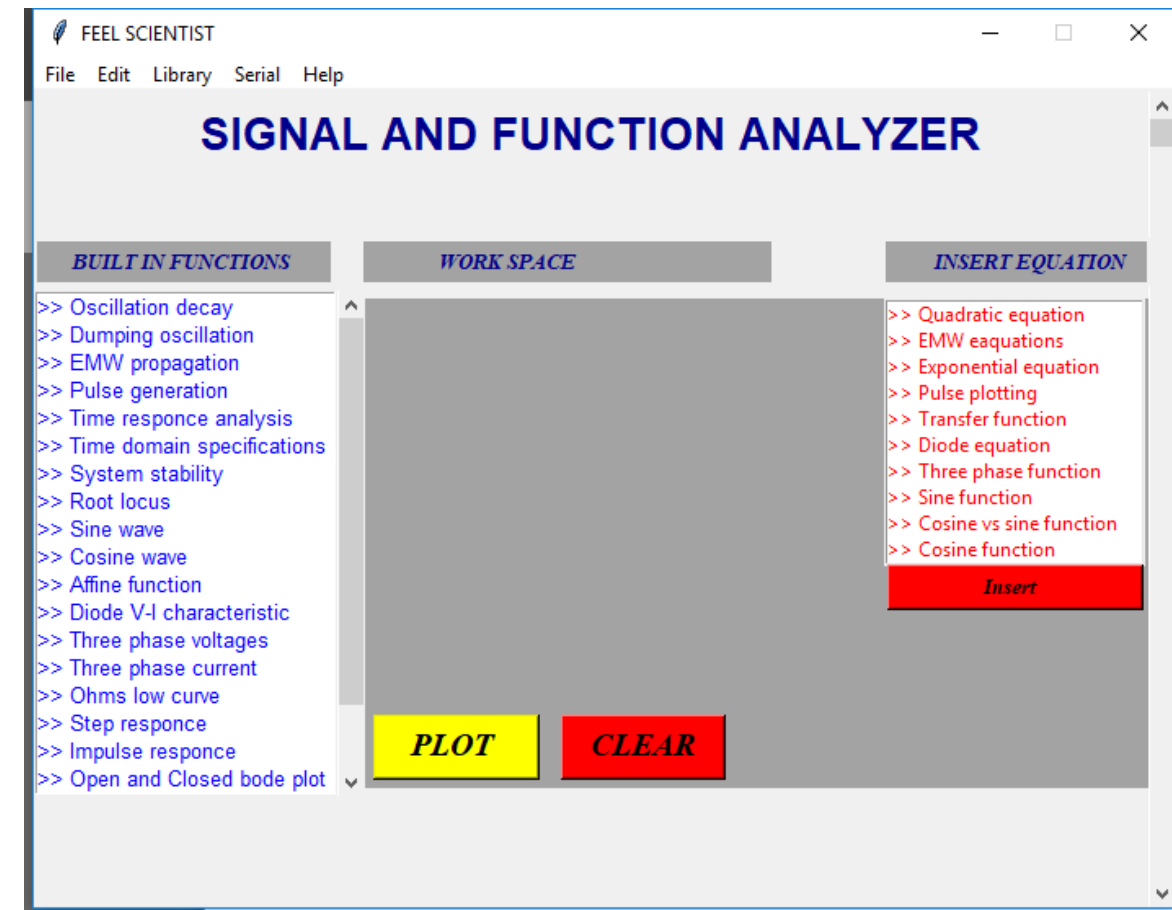 FEEL SCIENTIST
File Edit Library Serial Help
SIGNAL AND FUNCTION ANALYZER
BUILT IN FUNCTIONS
WORK SPACE
INSERT EQUATION
>> Oscillation decay
>> Dumping oscillation
>> EMW propagation
>> Pulse generation
>> Time responce analysis
>> Time domain specifications
>> System stability
>> Root locus
>> Sine wave
>> Cosine wave
>> Affine function
>> Diode V-I characteristic
>> Three phase voltages
>> Three phase current
>> Ohms low curve
>> Step responce
>> Impulse responce
>> Open and Closed bode plot
PLOT
CLEAR
>> Quadratic equation
>> EMW eaquations
>> Exponential equation
>> Pulse plotting
>> Transfer function
>> Diode equation
>> Three phase function
>> Sine function
>> Cosine vs sine function
>> Cosine function
Insert